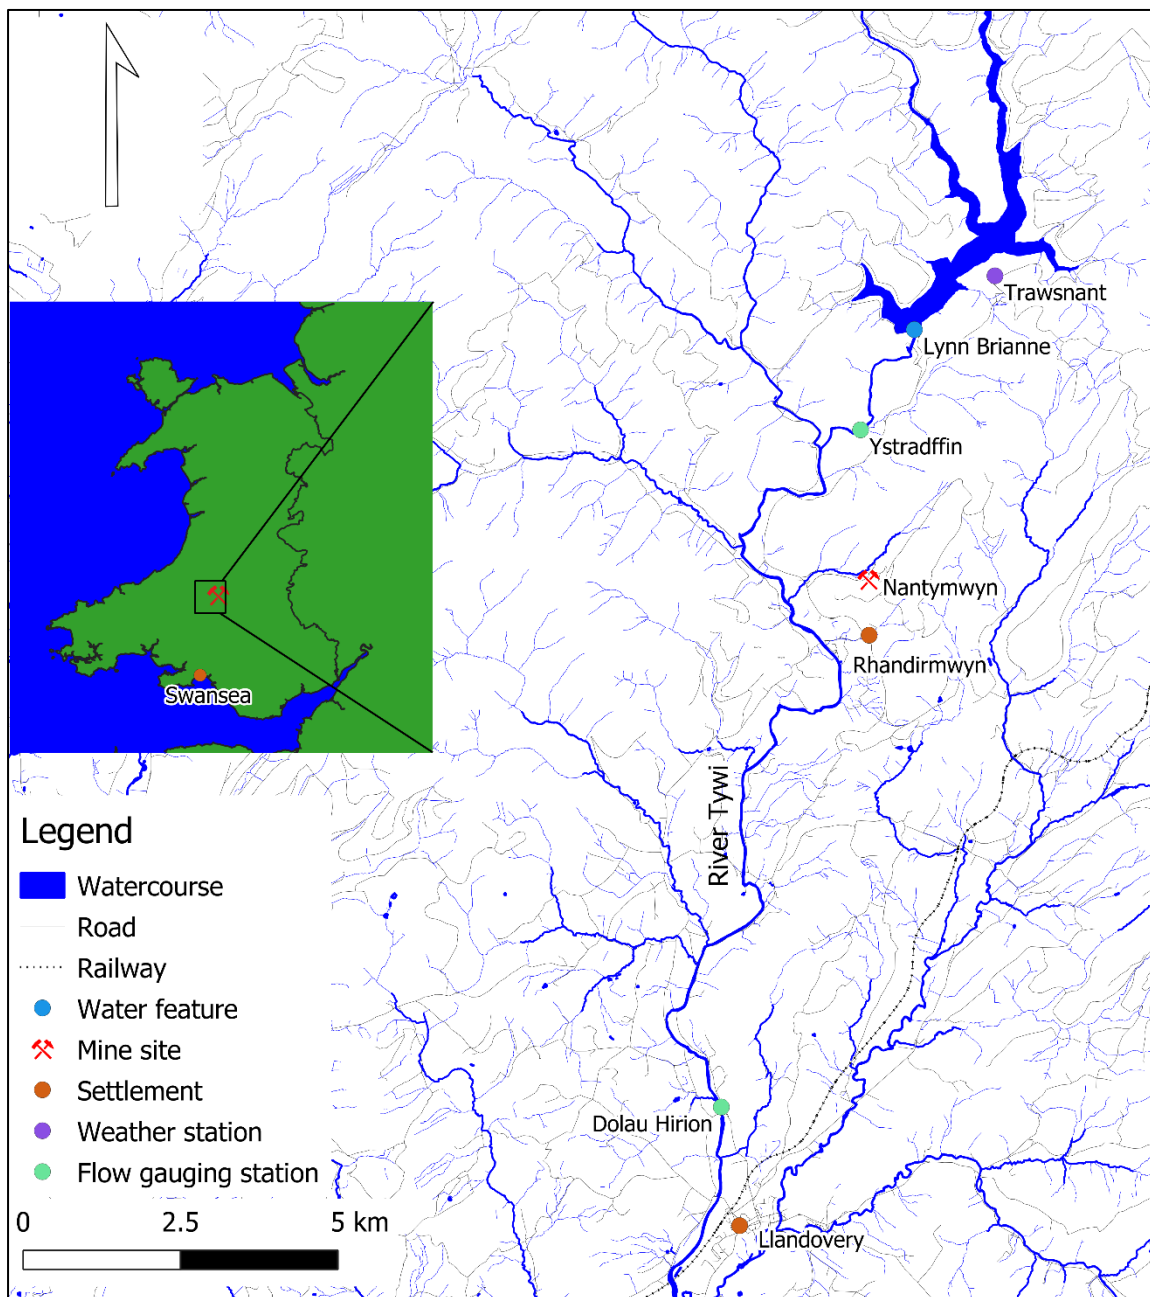 Trawsnant
Lynn Brianne
Ystradffin
Nantymwyn
Rhandirmwyn
Swansea
River Tywi
Legend
Watercourse
Road
Railway
Water feature
Mine site
Settlement
Weather station
Flow gauging station
Dolau Hirion
Llandovery
0 2.5 5 km